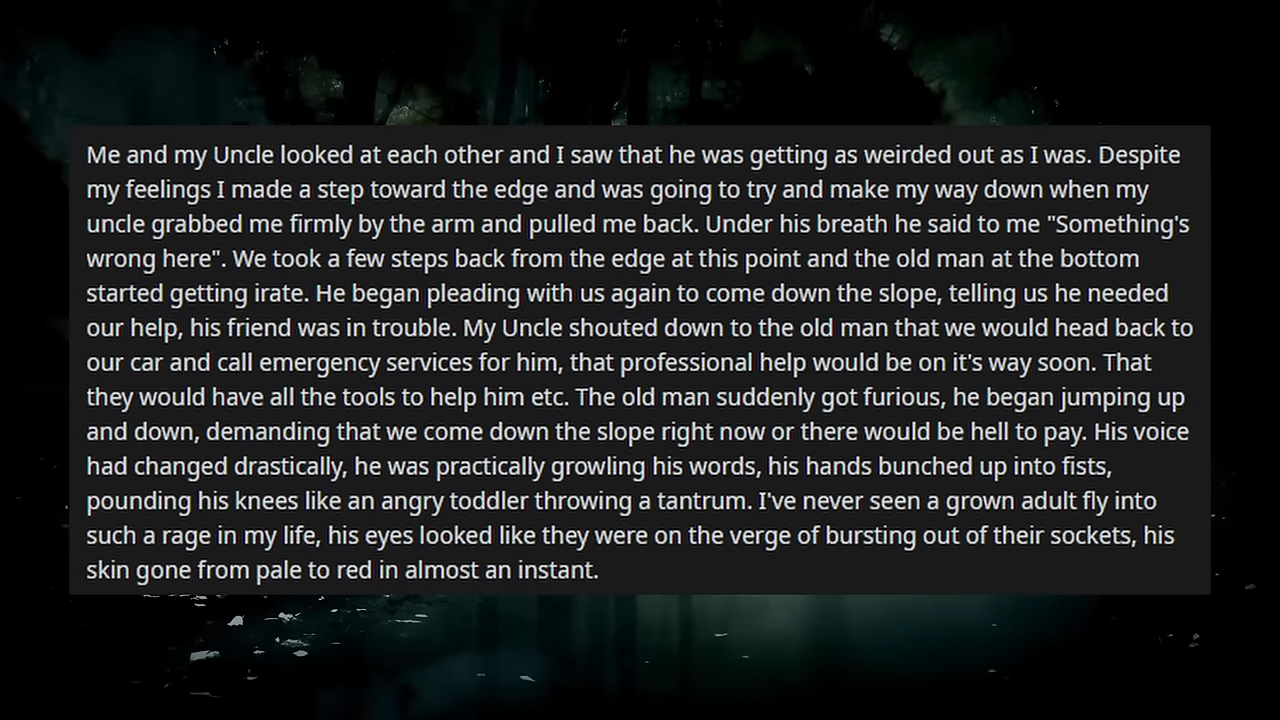 Me and my Uncle looked at each other and I saw that he was getting as weirded out as I was. Despite
my feelings I made a step toward the edge and was going to try and make my way down when my
uncle grabbed me firmly by the arm and pulled me back. Under his breath he said to me "Something's
wrong here". We took a few steps back from the edge at this point and the old man at the bottom
started getting irate. He began pleading with us again to come down the slope, telling us he needed
our help, his friend was in trouble. My Uncle shouted down to the old man that we would head back to
our car and call emergency services for him, that professional help would be on it's way soon. That
they would have all the tools to help him etc. The old man suddenly got furious, he began jumping up
and down, demanding that we come down the slope right now or there would be hell to pay. His voice
had changed drastically, he was practically growling his words, his hands bunched up into fists,
pounding his knees like an angry toddler throwing a tantrum. I've never seen a grown adult fly into
such a rage in my life, his eyes looked like they were on the verge of bursting out of their sockets, his
skin gone from pale to red in almost an instant.